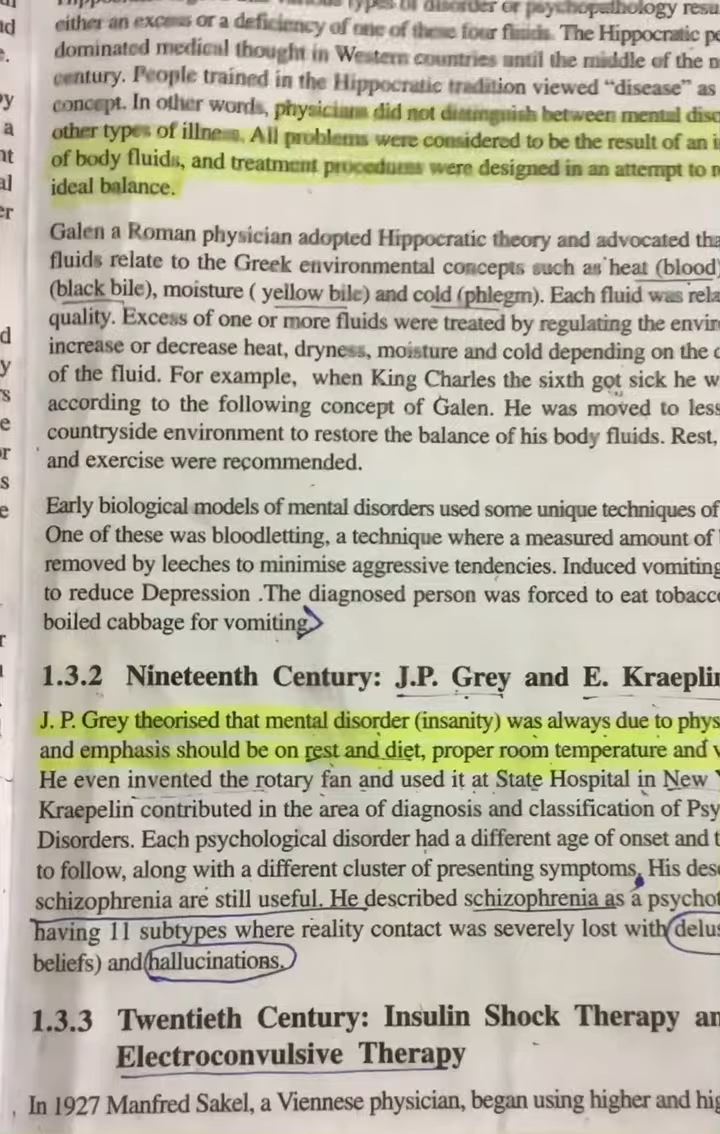 types of disorder or psychopathology resu
either an excess or a deficiency of one of these four fluids. The Hippocratic pe
dominated medical thought in Western countries until the middle of the n
century. People trained in the Hippocratic tradition viewed “disease” as
concept. In other words, physicians did not distinguish between mental diso
other types of illness. All problems were considered to be the result of an i
of body fluids, and treatment procedures were designed in an attempt to r
ideal balance.
Galen a Roman physician adopted Hippocratic theory and advocated tha
fluids relate to the Greek environmental concepts such as heat (blood)
(black bile), moisture ( yellow bile) and cold (phlegm). Each fluid was rela
quality. Excess of one or more fluids were treated by regulating the envir
increase or decrease heat, dryness, moisture and cold depending on the
of the fluid. For example, when King Charles the sixth got sick he w
according to the following concept of Galen. He was moved to less
countryside environment to restore the balance of his body fluids. Rest,
and exercise were recommended.
Early biological models of mental disorders used some unique techniques of
One of these was bloodletting, a technique where a measured amount of
removed by leeches to minimise aggressive tendencies. Induced vomiting
to reduce Depression .The diagnosed person was forced to eat tobacc
boiled cabbage for vomiting
1.3.2 Nineteenth Century: J.P. Grey and E. Kraeplin
J. P. Grey theorised that mental disorder (insanity) was always due to phys
and emphasis should be on rest and diet, proper room temperature and v
He even invented the rotary fan and used it at State Hospital in New Y
Kraepelin contributed in the area of diagnosis and classification of Psy
Disorders. Each psychological disorder had a different age of onset and t
to follow, along with a different cluster of presenting symptoms, His desc
schizophrenia are still useful. He described schizophrenia as a psychot
having 11 subtypes where reality contact was severely lost with delus
beliefs) and hallucinations.
1.3.3 Twentieth Century: Insulin Shock Therapy an
Electroconvulsive Therapy
In 1927 Manfred Sakel, a Viennese physician, began using higher and hig